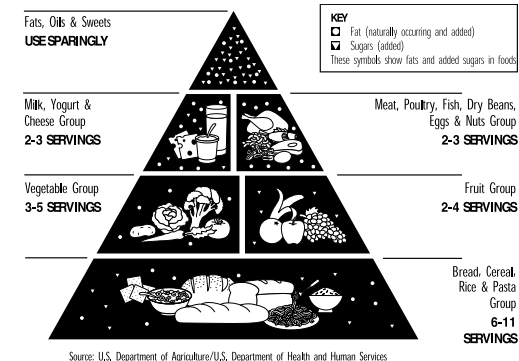 Fats, Oils & Sweets
USE SPARINGLY
KEY
Fat (naturally occurring and added)
Sugars (added)
These symbols show fats and added sugars in foods
Milk, Yogurt &
Cheese Group
2-3 SERVINGS
Meat, Poultry, Fish, Dry Beans,
Eggs & Nuts Group
2-3 SERVINGS
Vegetable Group
3-5 SERVINGS
Fruit Group
2-4 SERVINGS
Bread, Cereal,
Rice & Pasta
Group
6-11
SERVINGS
Source: U.S. Department of Agriculture/U.S. Department of Health and Human Services